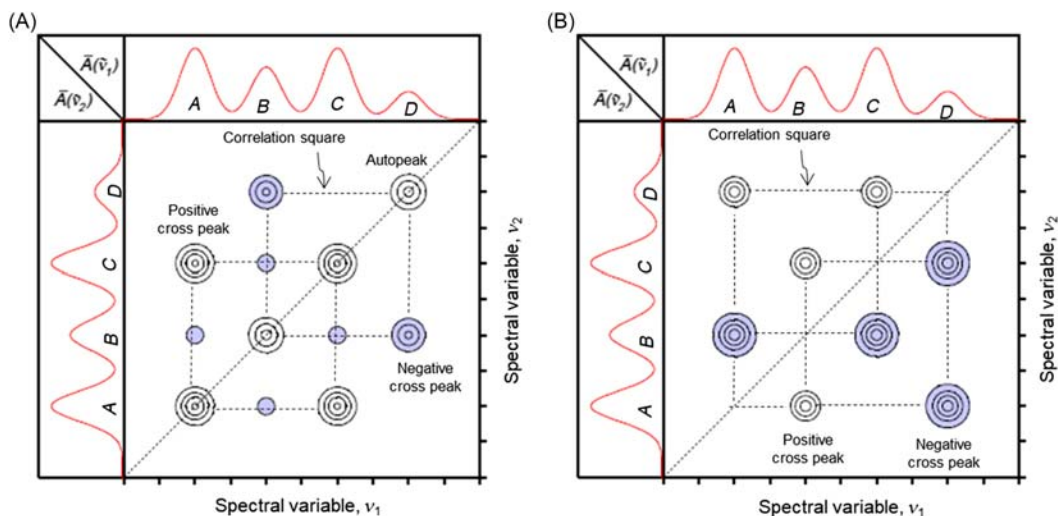 (A)
Ā(ṽ₁)
Ā(ṽ₂)
A
B
C
D
Correlation square
Autopeak
Positive
cross peak
D
C
B
A
Negative
cross peak
Spectral variable, ν₂
Spectral variable, ν₁
(B)
Ā(ṽ₁)
Ā(ṽ₂)
A
B
C
D
Correlation square
D
C
B
A
Positive
cross peak
Negative
cross peak
Spectral variable, ν₂
Spectral variable, ν₁